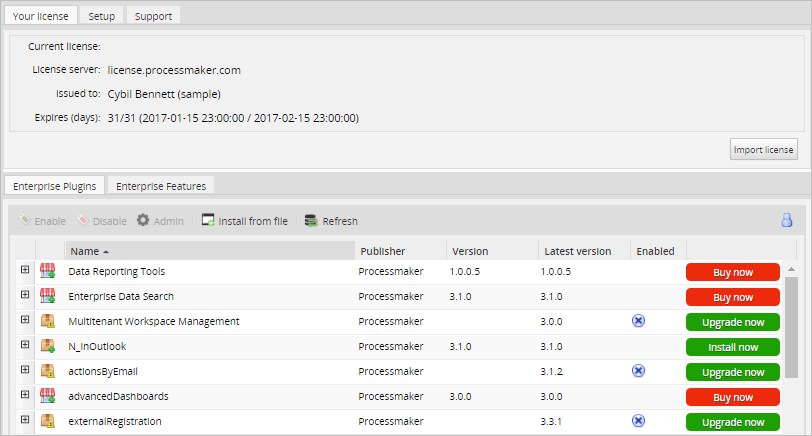 Your license Setup Support
Current license:
License server: license.processmaker.com
Issued to: Cybil Bennett (sample)
Expires (days): 31/31 (2017-01-15 23:00:00 / 2017-02-15 23:00:00)
Import license
Enterprise Plugins Enterprise Features
Enable Disable Admin Install from file Refresh
Name Publisher Version Latest version Enabled
Data Reporting Tools Processmaker 1.0.0.5 1.0.0.5 Buy now
Enterprise Data Search Processmaker 3.1.0 3.1.0 Buy now
Multitenant Workspace Management Processmaker 3.0.0 Upgrade now
N_InOutlook Processmaker 3.1.0 3.1.0 Install now
actionsByEmail Processmaker 3.1.2 Upgrade now
advancedDashboards Processmaker 3.0.0 3.0.0 Buy now
externalRegistration Processmaker 3.3.1 Upgrade now